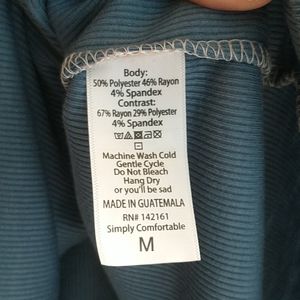 Body:
50% Polyester 46% Rayon
4% Spandex
Contrast:
67% Rayon 29% Polyester
4% Spandex
Machine Wash Cold
Gentle Cycle
Do Not Bleach
Hang Dry
or you'll be sad
MADE IN GUATEMALA
RN# 142161
Simply Comfortable
M